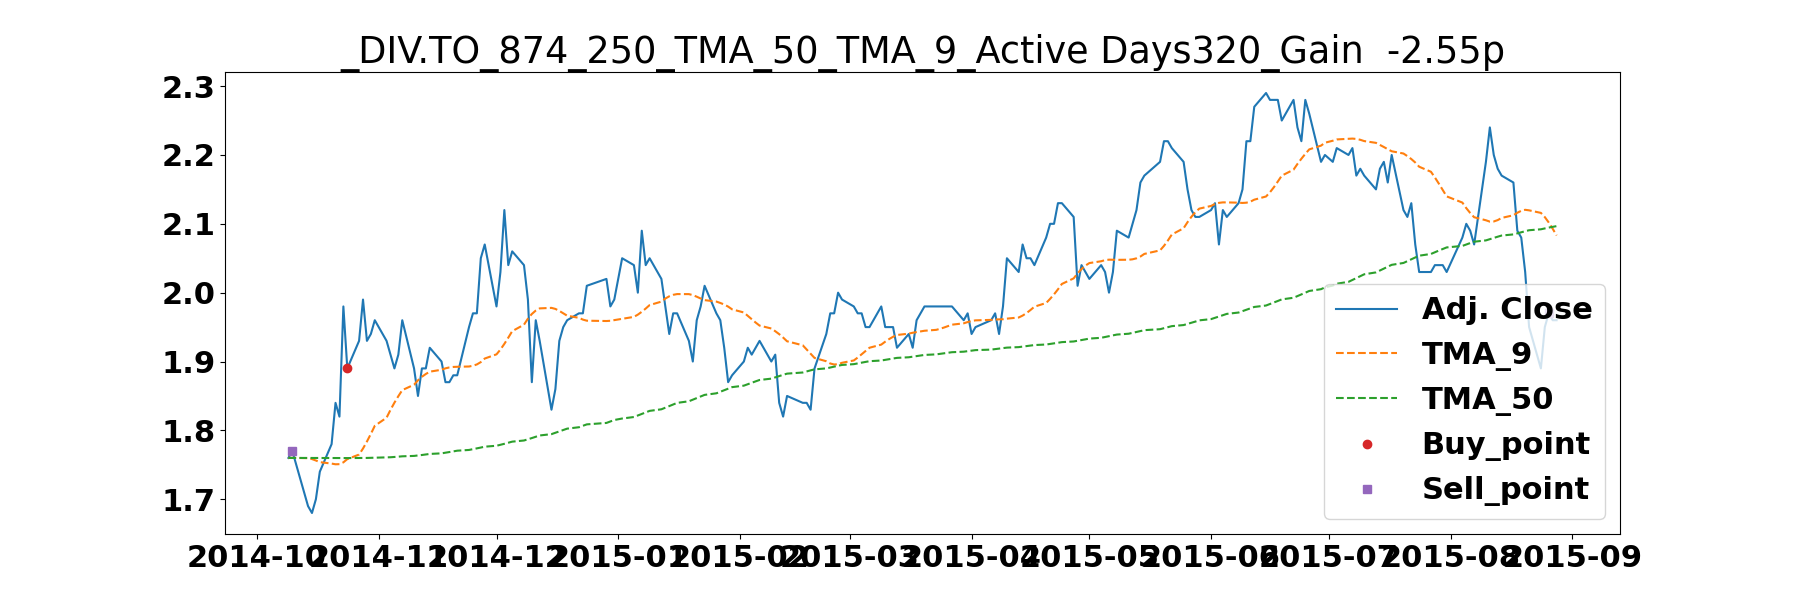 _DIV.TO_874_250_TMA_50_TMA_9_Active Days320_Gain  -2.55p
2.3
2.2
2.1
2.0
1.9
1.8
1.7
Adj. Close
TMA_9
TMA_50
Buy_point
Sell_point
2014-10 2014-11 2014-12 2015-01 2015-02 2015-03 2015-04 2015-05 2015-06 2015-07 2015-08 2015-09